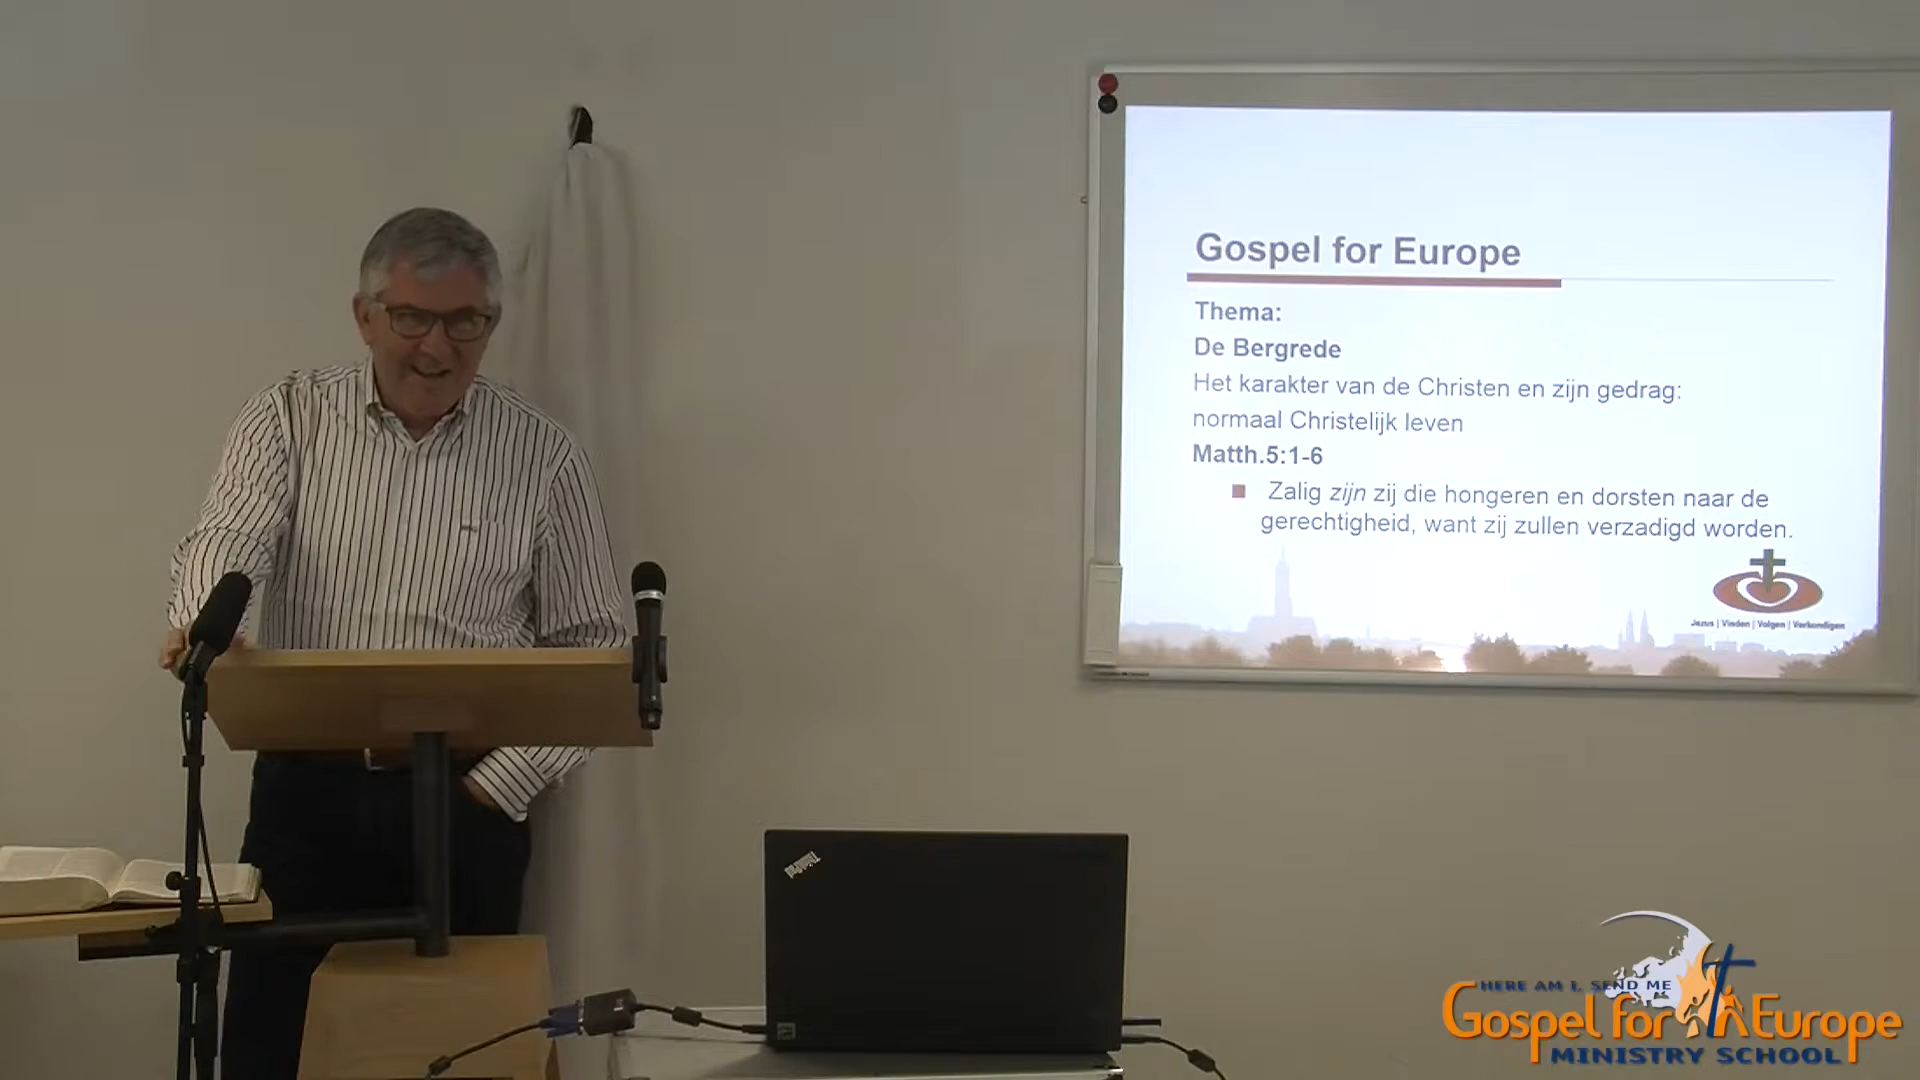 Gospel for Europe
Thema:
De Bergrede
Het karakter van de Christen en zijn gedrag:
normaal Christelijk leven
Matth.5:1-6
Zalig zijn zij die hongeren en dorsten naar de
gerechtigheid, want zij zullen verzadigd worden.
Jezus | Vinden | Volgen | Verkondigen
ThinkPad
HERE AM I, SEND ME
Gospel for Europe
MINISTRY SCHOOL